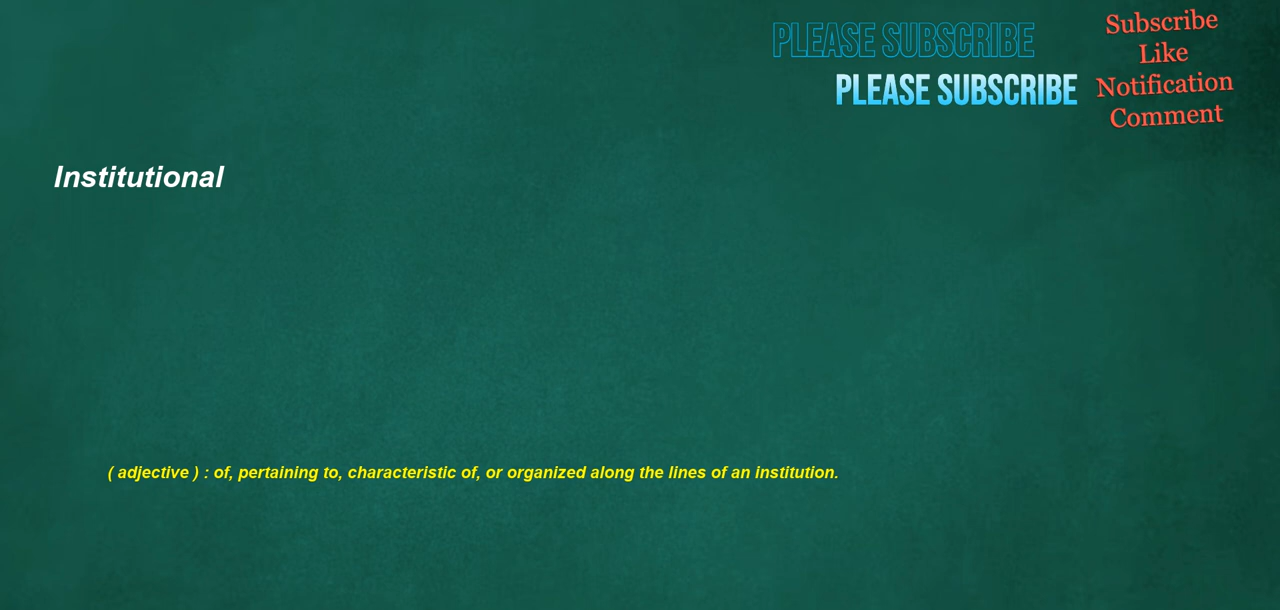 PLEASE SUBSCRIBE
PLEASE SUBSCRIBE
Subscribe
Like
Notification
Comment
Institutional
( adjective ) : of, pertaining to, characteristic of, or organized along the lines of an institution.